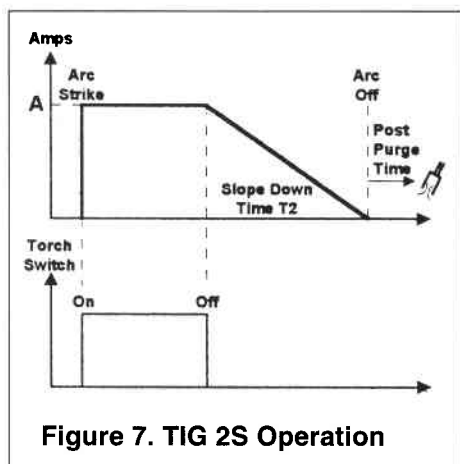 Amps
Arc
Strike
A
Arc
Off
Post
Purge
Time
Slope Down
Time T2
Torch
Switch
On
Off
Figure 7. TIG 2S Operation